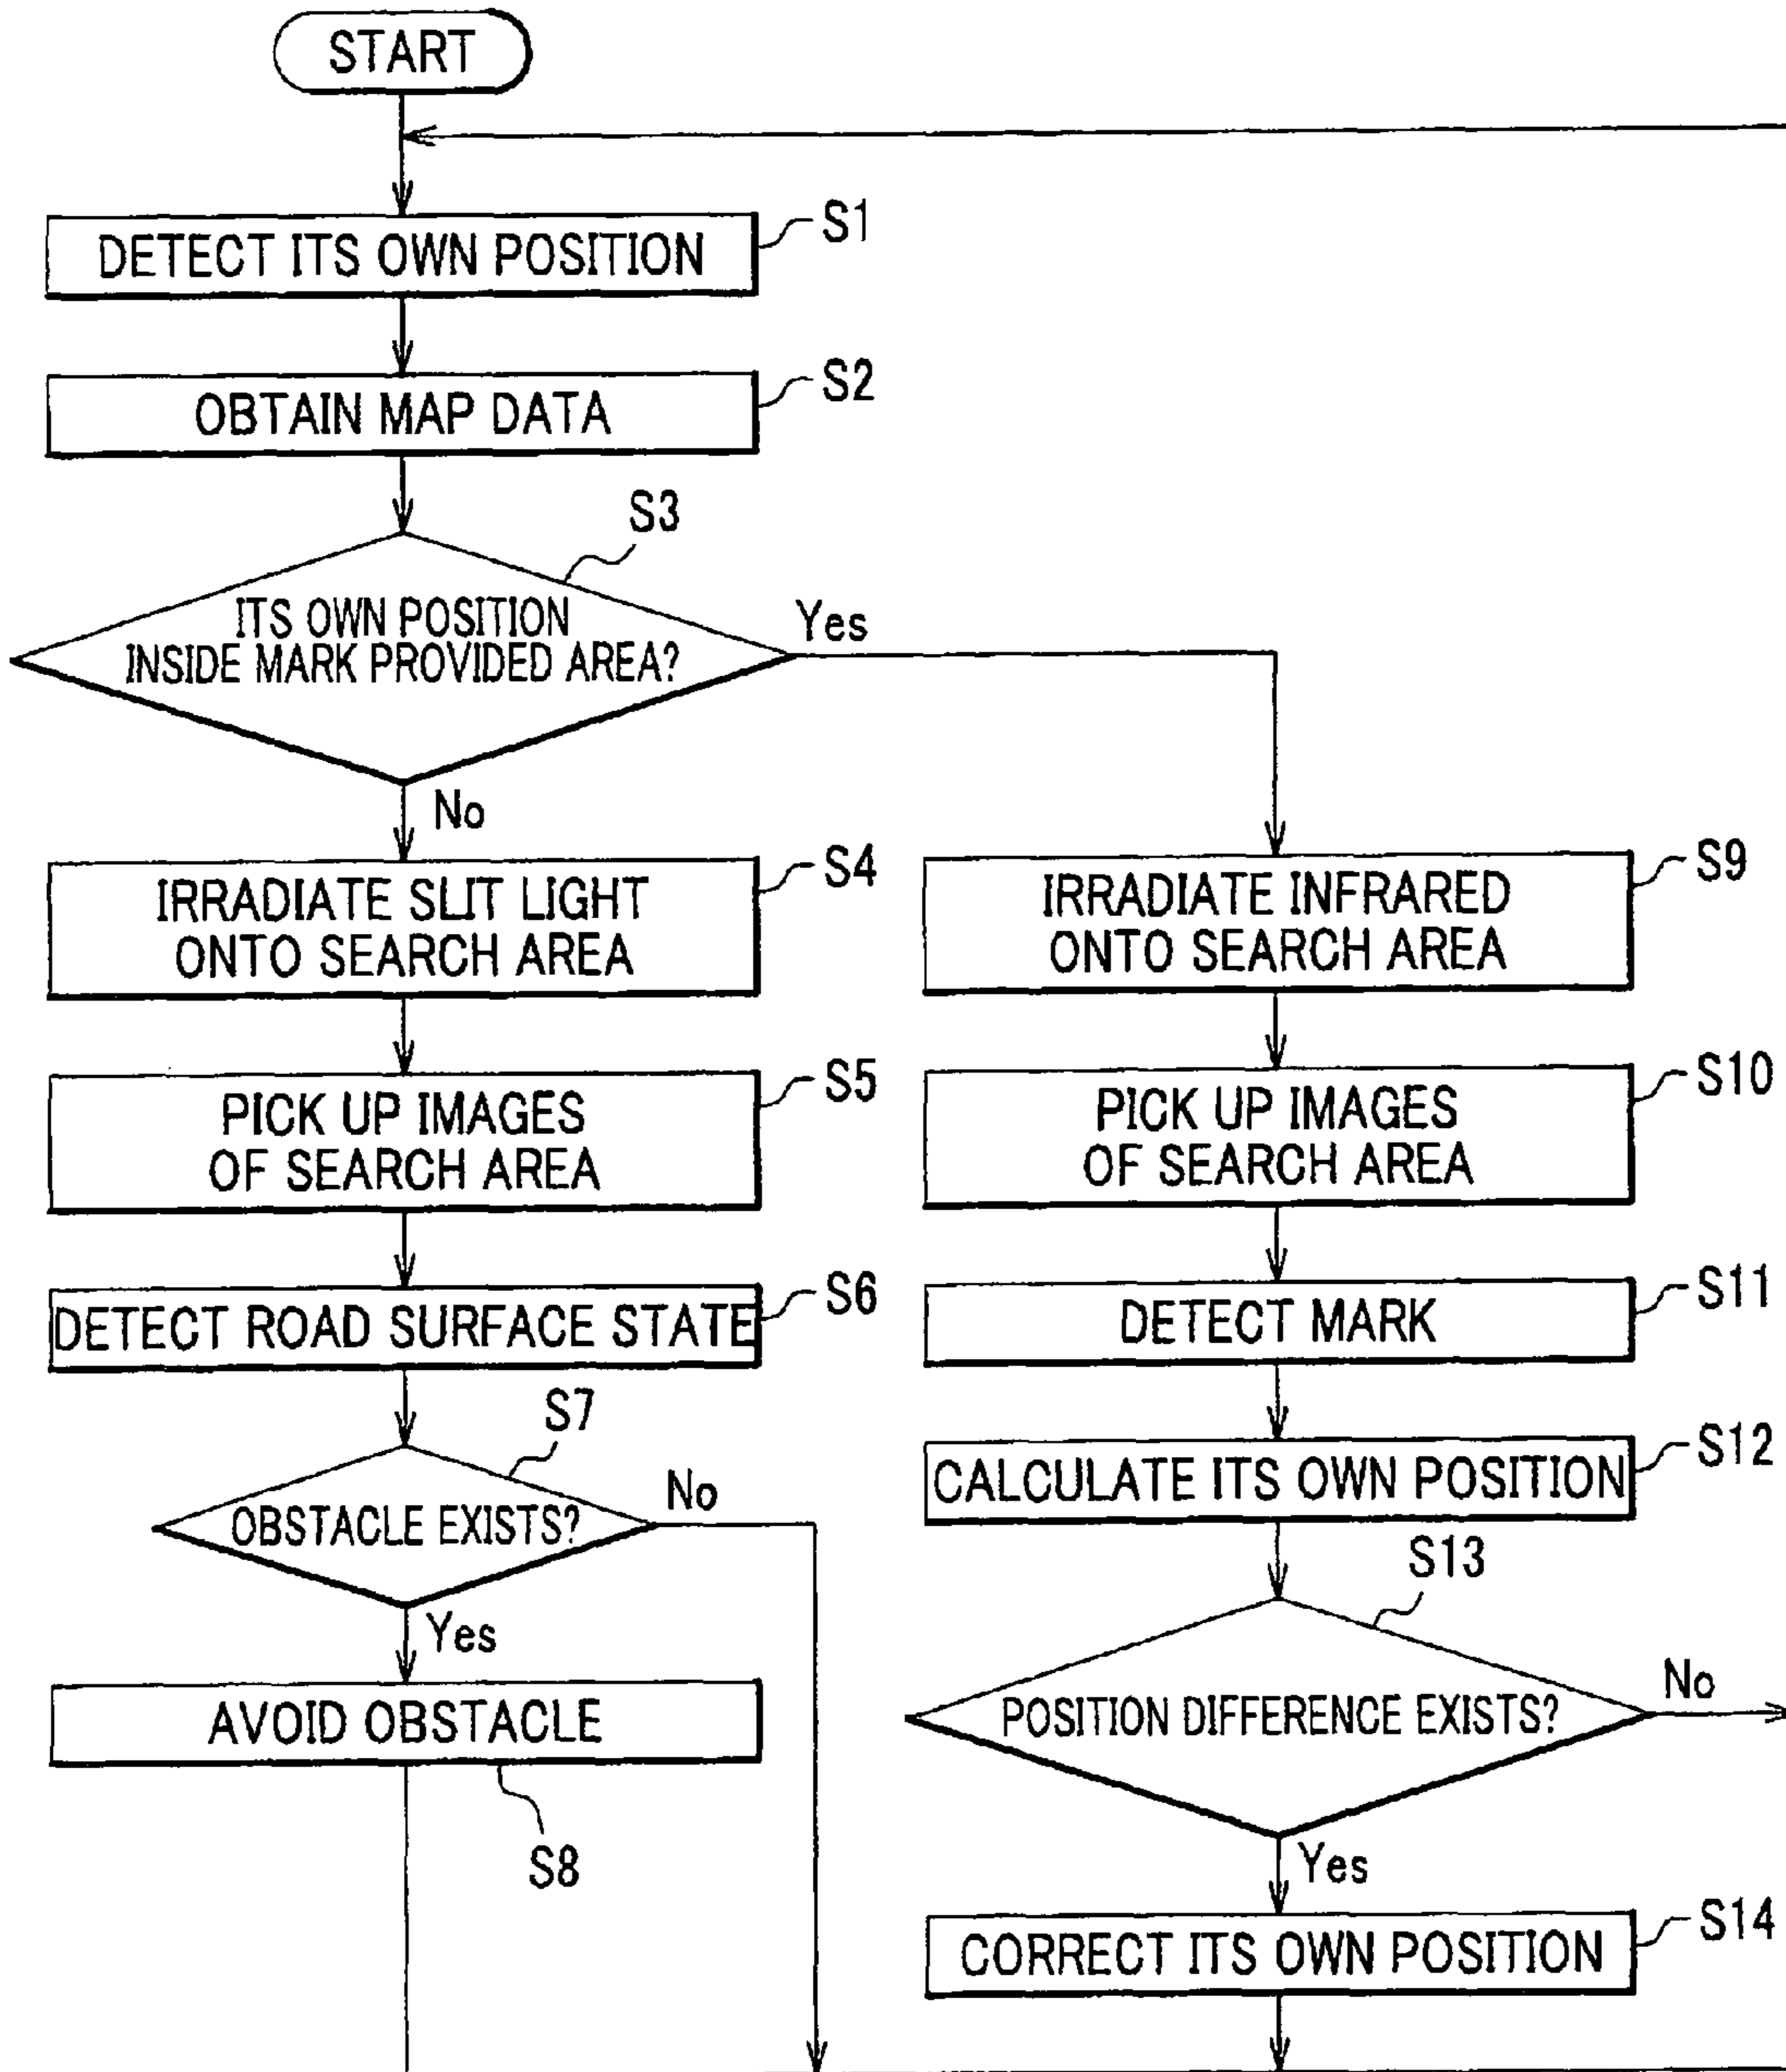 START
S1
DETECT ITS OWN POSITION
S2
OBTAIN MAP DATA
S3
ITS OWN POSITION
INSIDE MARK PROVIDED AREA?
Yes
No
S4
IRRADIATE SLIT LIGHT
ONTO SEARCH AREA
S5
PICK UP IMAGES
OF SEARCH AREA
S6
DETECT ROAD SURFACE STATE
S7
OBSTACLE EXISTS?
No
Yes
AVOID OBSTACLE
S8
S9
IRRADIATE INFRARED
ONTO SEARCH AREA
S10
PICK UP IMAGES
OF SEARCH AREA
S11
DETECT MARK
S12
CALCULATE ITS OWN POSITION
S13
POSITION DIFFERENCE EXISTS?
No
Yes
S14
CORRECT ITS OWN POSITION